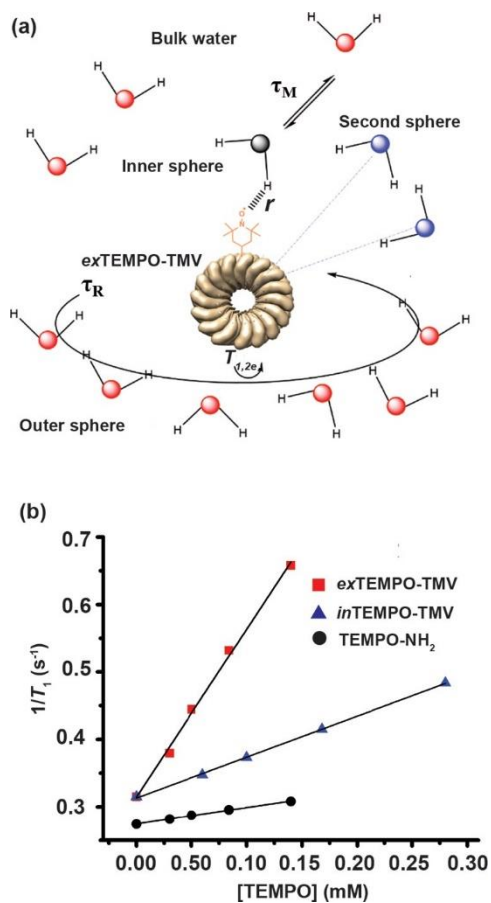 (a)
Bulk water
H
H
H
H
τM
H
H
H
Second sphere
Inner sphere
H
H
H
H
H
r
O•
N
exTEMPO-TMV
τR
H
H
T1,2e
H
H
H
H
H
H
H
H
H
H
Outer sphere
(b)
0.7
0.6
0.5
0.4
0.3
1/T1 (s-1)
exTEMPO-TMV
inTEMPO-TMV
TEMPO-NH2
0.00 0.05 0.10 0.15 0.20 0.25 0.30
[TEMPO] (mM)